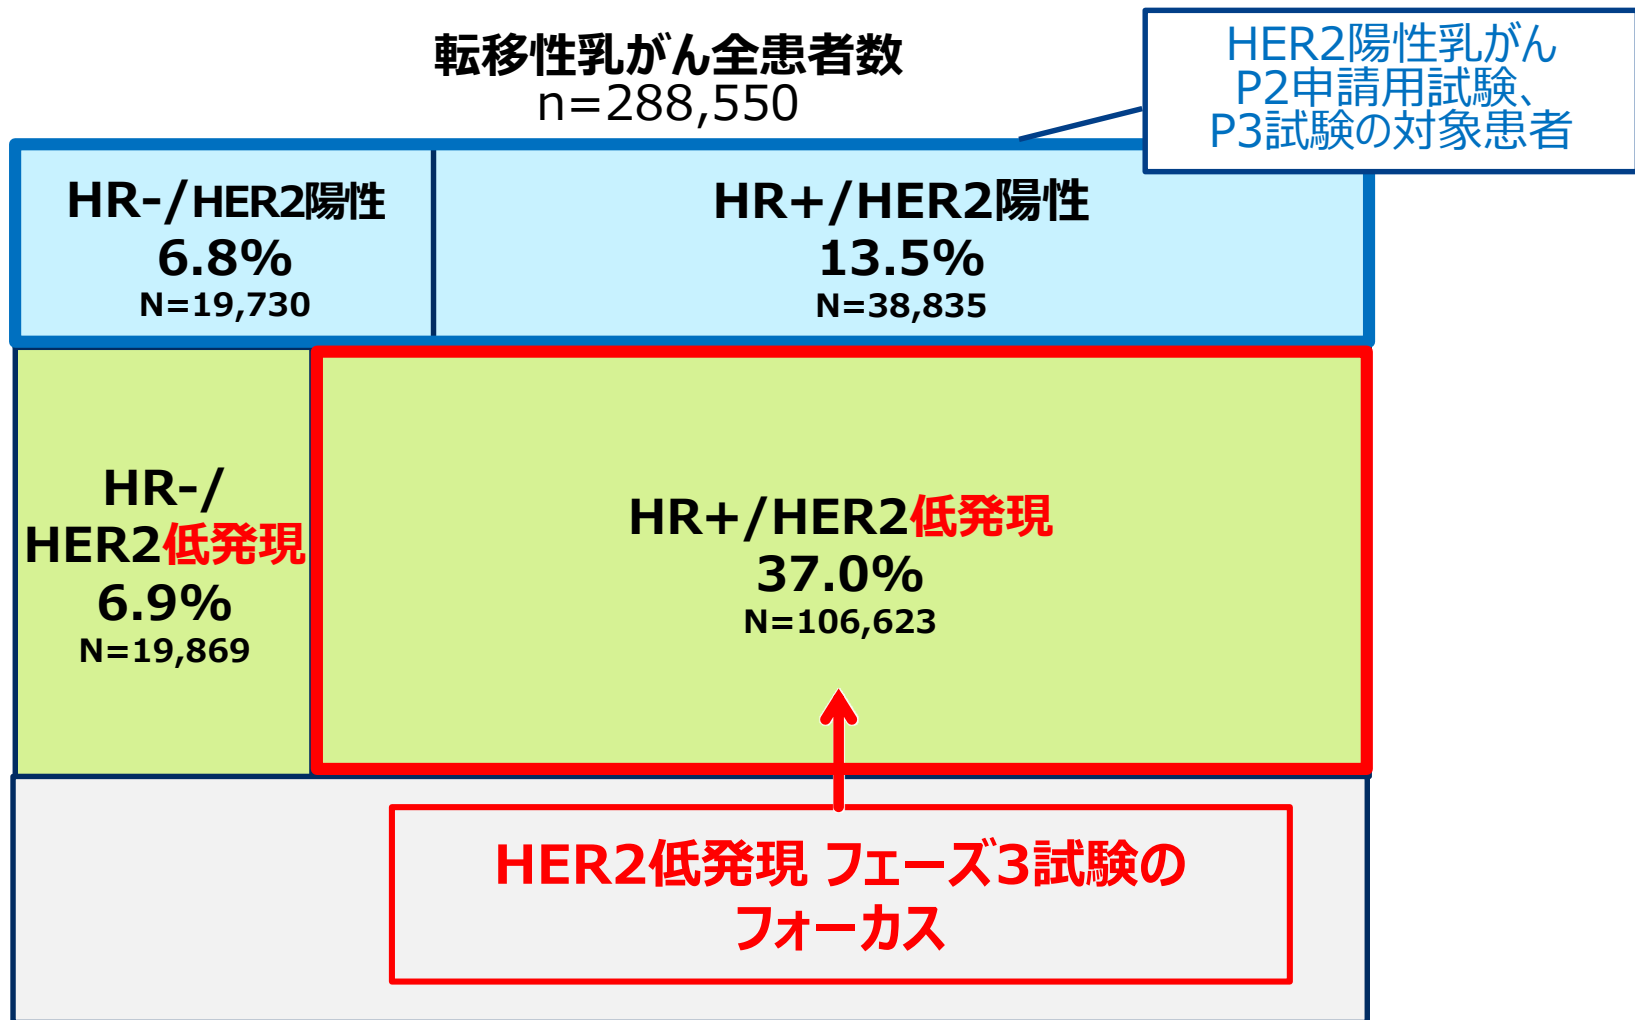 転移性乳がん全患者数
n=288,550
HER2陽性乳がん
P2申請用試験、
P3試験の対象患者
HR-/HER2陽性
6.8%
N=19,730
HR+/HER2陽性
13.5%
N=38,835
HR-/
HER2低発現
6.9%
N=19,869
HR+/HER2低発現
37.0%
N=106,623
HER2低発現 フェーズ3試験の
フォーカス